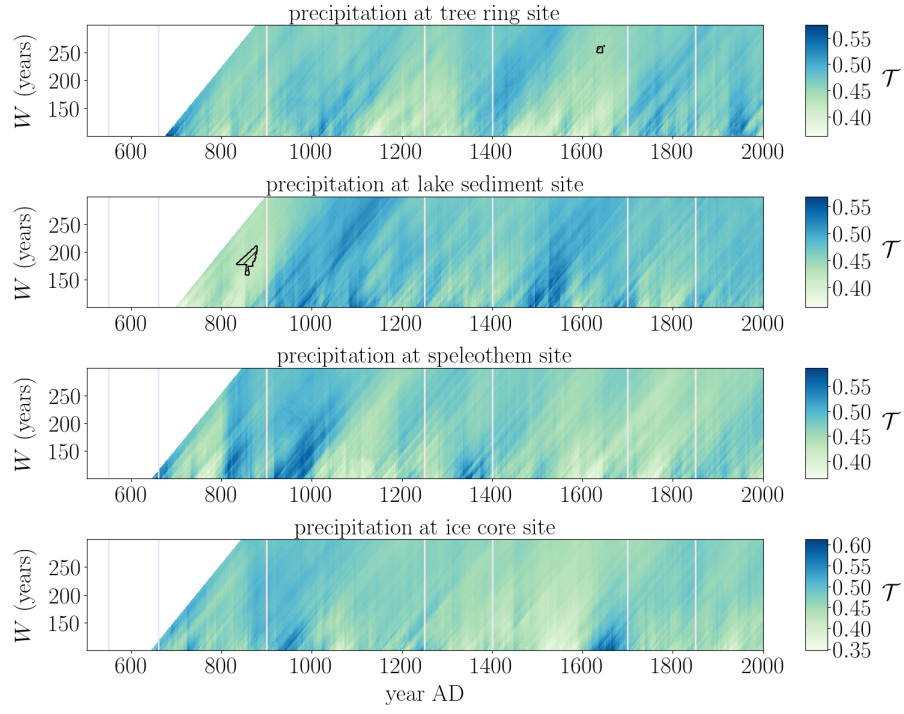 precipitation at tree ring site
W (years)
250
200
150
600 800 1000 1200 1400 1600 1800 2000
0.55
0.50
0.45
0.40
𝒯
precipitation at lake sediment site
W (years)
250
200
150
600 800 1000 1200 1400 1600 1800 2000
0.55
0.50
0.45
0.40
𝒯
precipitation at speleothem site
W (years)
250
200
150
600 800 1000 1200 1400 1600 1800 2000
0.55
0.50
0.45
0.40
𝒯
precipitation at ice core site
W (years)
250
200
150
600 800 1000 1200 1400 1600 1800 2000
0.60
0.55
0.50
0.45
0.40
0.35
𝒯
year AD